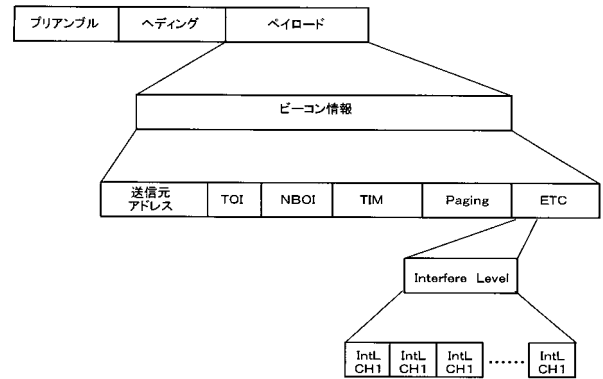 プリアンブル ヘディング ペイロード
ビーコン情報
送信元
アドレス
TOI NBOI TIM Paging ETC
Interfere Level
IntL IntL IntL IntL
CH1 CH1 CH1 …… CH1